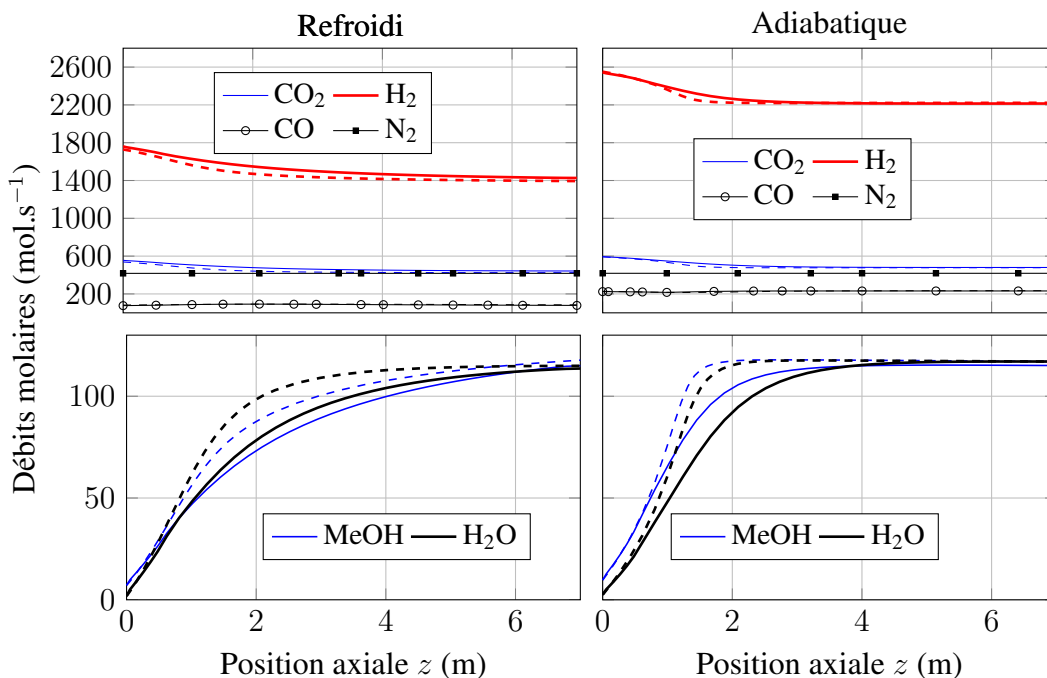 Refroidi
Adiabatique
Débits molaires (mol.s⁻¹)
2600
2200
1800
1400
1000
600
200
CO₂ H₂
CO N₂
CO₂ H₂
CO N₂
100
50
0
MeOH H₂O
MeOH H₂O
0 2 4 6
0 2 4 6
Position axiale z (m)
Position axiale z (m)